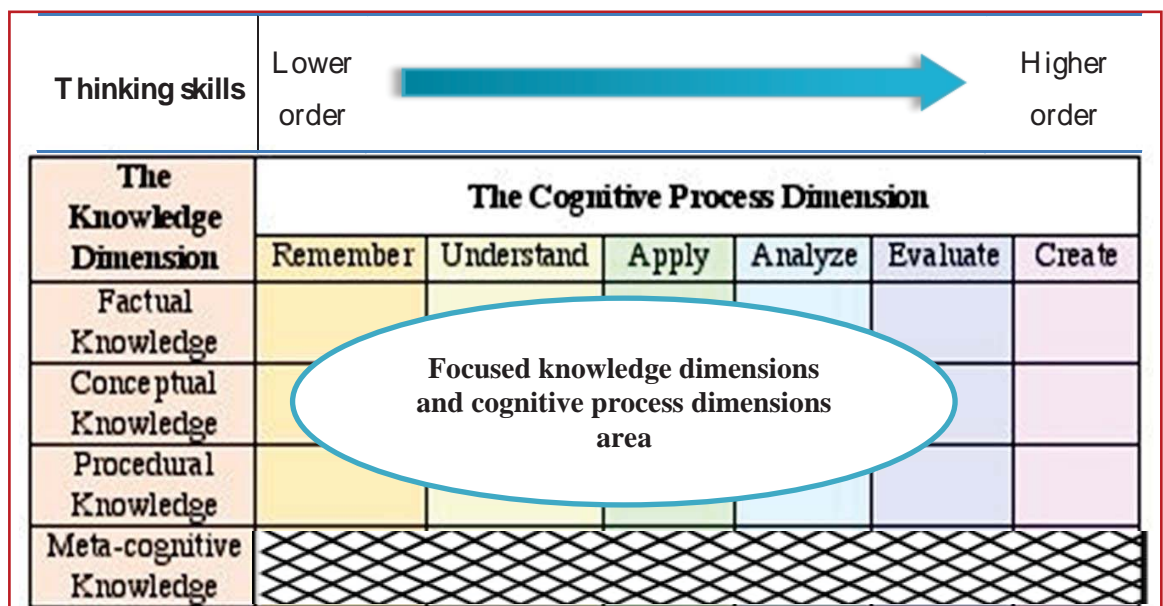 Thinking skills
Lower
order
Higher
order
The
Knowledge
Dimension
The Cognitive Process Dimension
Remember Understand Apply Analyze Evaluate Create
Factual
Knowledge
Conceptual
Knowledge
Procedural
Knowledge
Meta-cognitive
Knowledge
Focused knowledge dimensions
and cognitive process dimensions
area